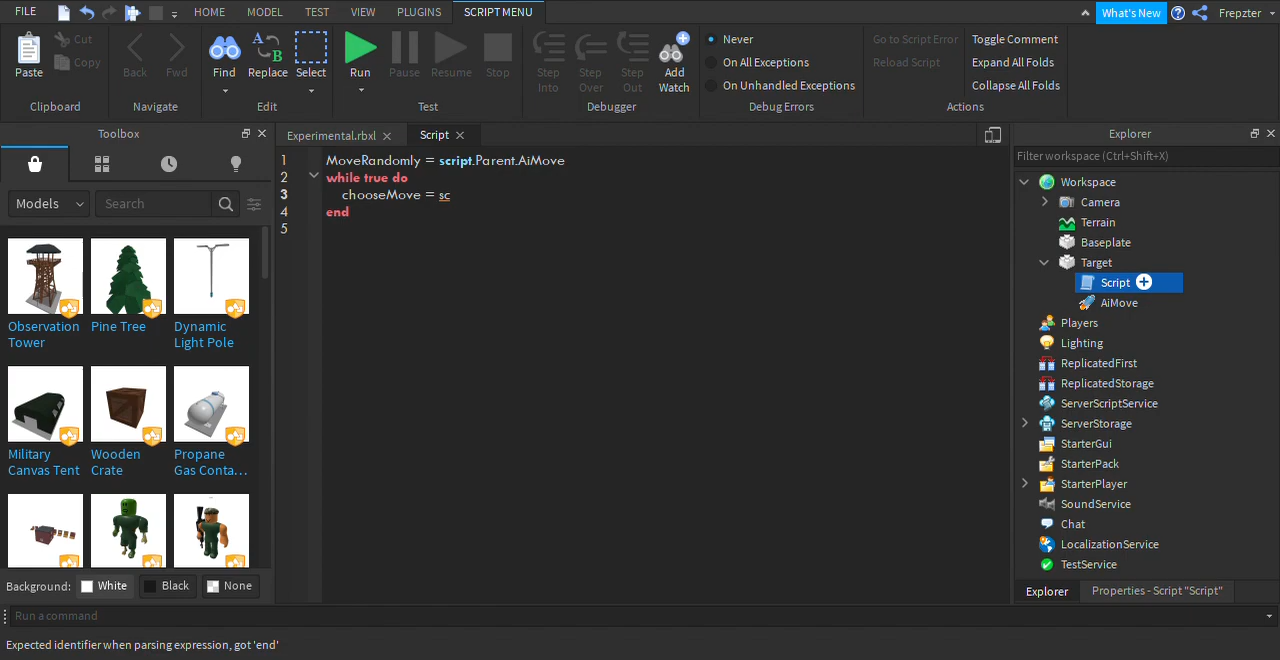 FILE HOME MODEL TEST VIEW PLUGINS SCRIPT MENU What's New Frepzter
Paste Cut Copy
Clipboard
Back Fwd
Navigate
Find Replace Select
Edit
Run Pause Resume Stop
Test
Step Into Step Over Step Out Add Watch
Debugger
Never
On All Exceptions
On Unhandled Exceptions
Debug Errors
Go to Script Error
Reload Script
Toggle Comment
Expand All Folds
Collapse All Folds
Actions
Toolbox
Models Search
Observation Tower
Pine Tree
Dynamic Light Pole
Military Canvas Tent
Wooden Crate
Propane Gas Conta...
Background: White Black None
Experimental.rbxl Script
1 MoveRandomly = script.Parent.AiMove
2 while true do
3 chooseMove = sc
4 end
5
Explorer
Filter workspace (Ctrl+Shift+X)
Workspace
Camera
Terrain
Baseplate
Target
Script
AiMove
Players
Lighting
ReplicatedFirst
ReplicatedStorage
ServerScriptService
ServerStorage
StarterGui
StarterPack
StarterPlayer
SoundService
Chat
LocalizationService
TestService
Explorer Properties - Script "Script"
Run a command
Expected identifier when parsing expression, got 'end'